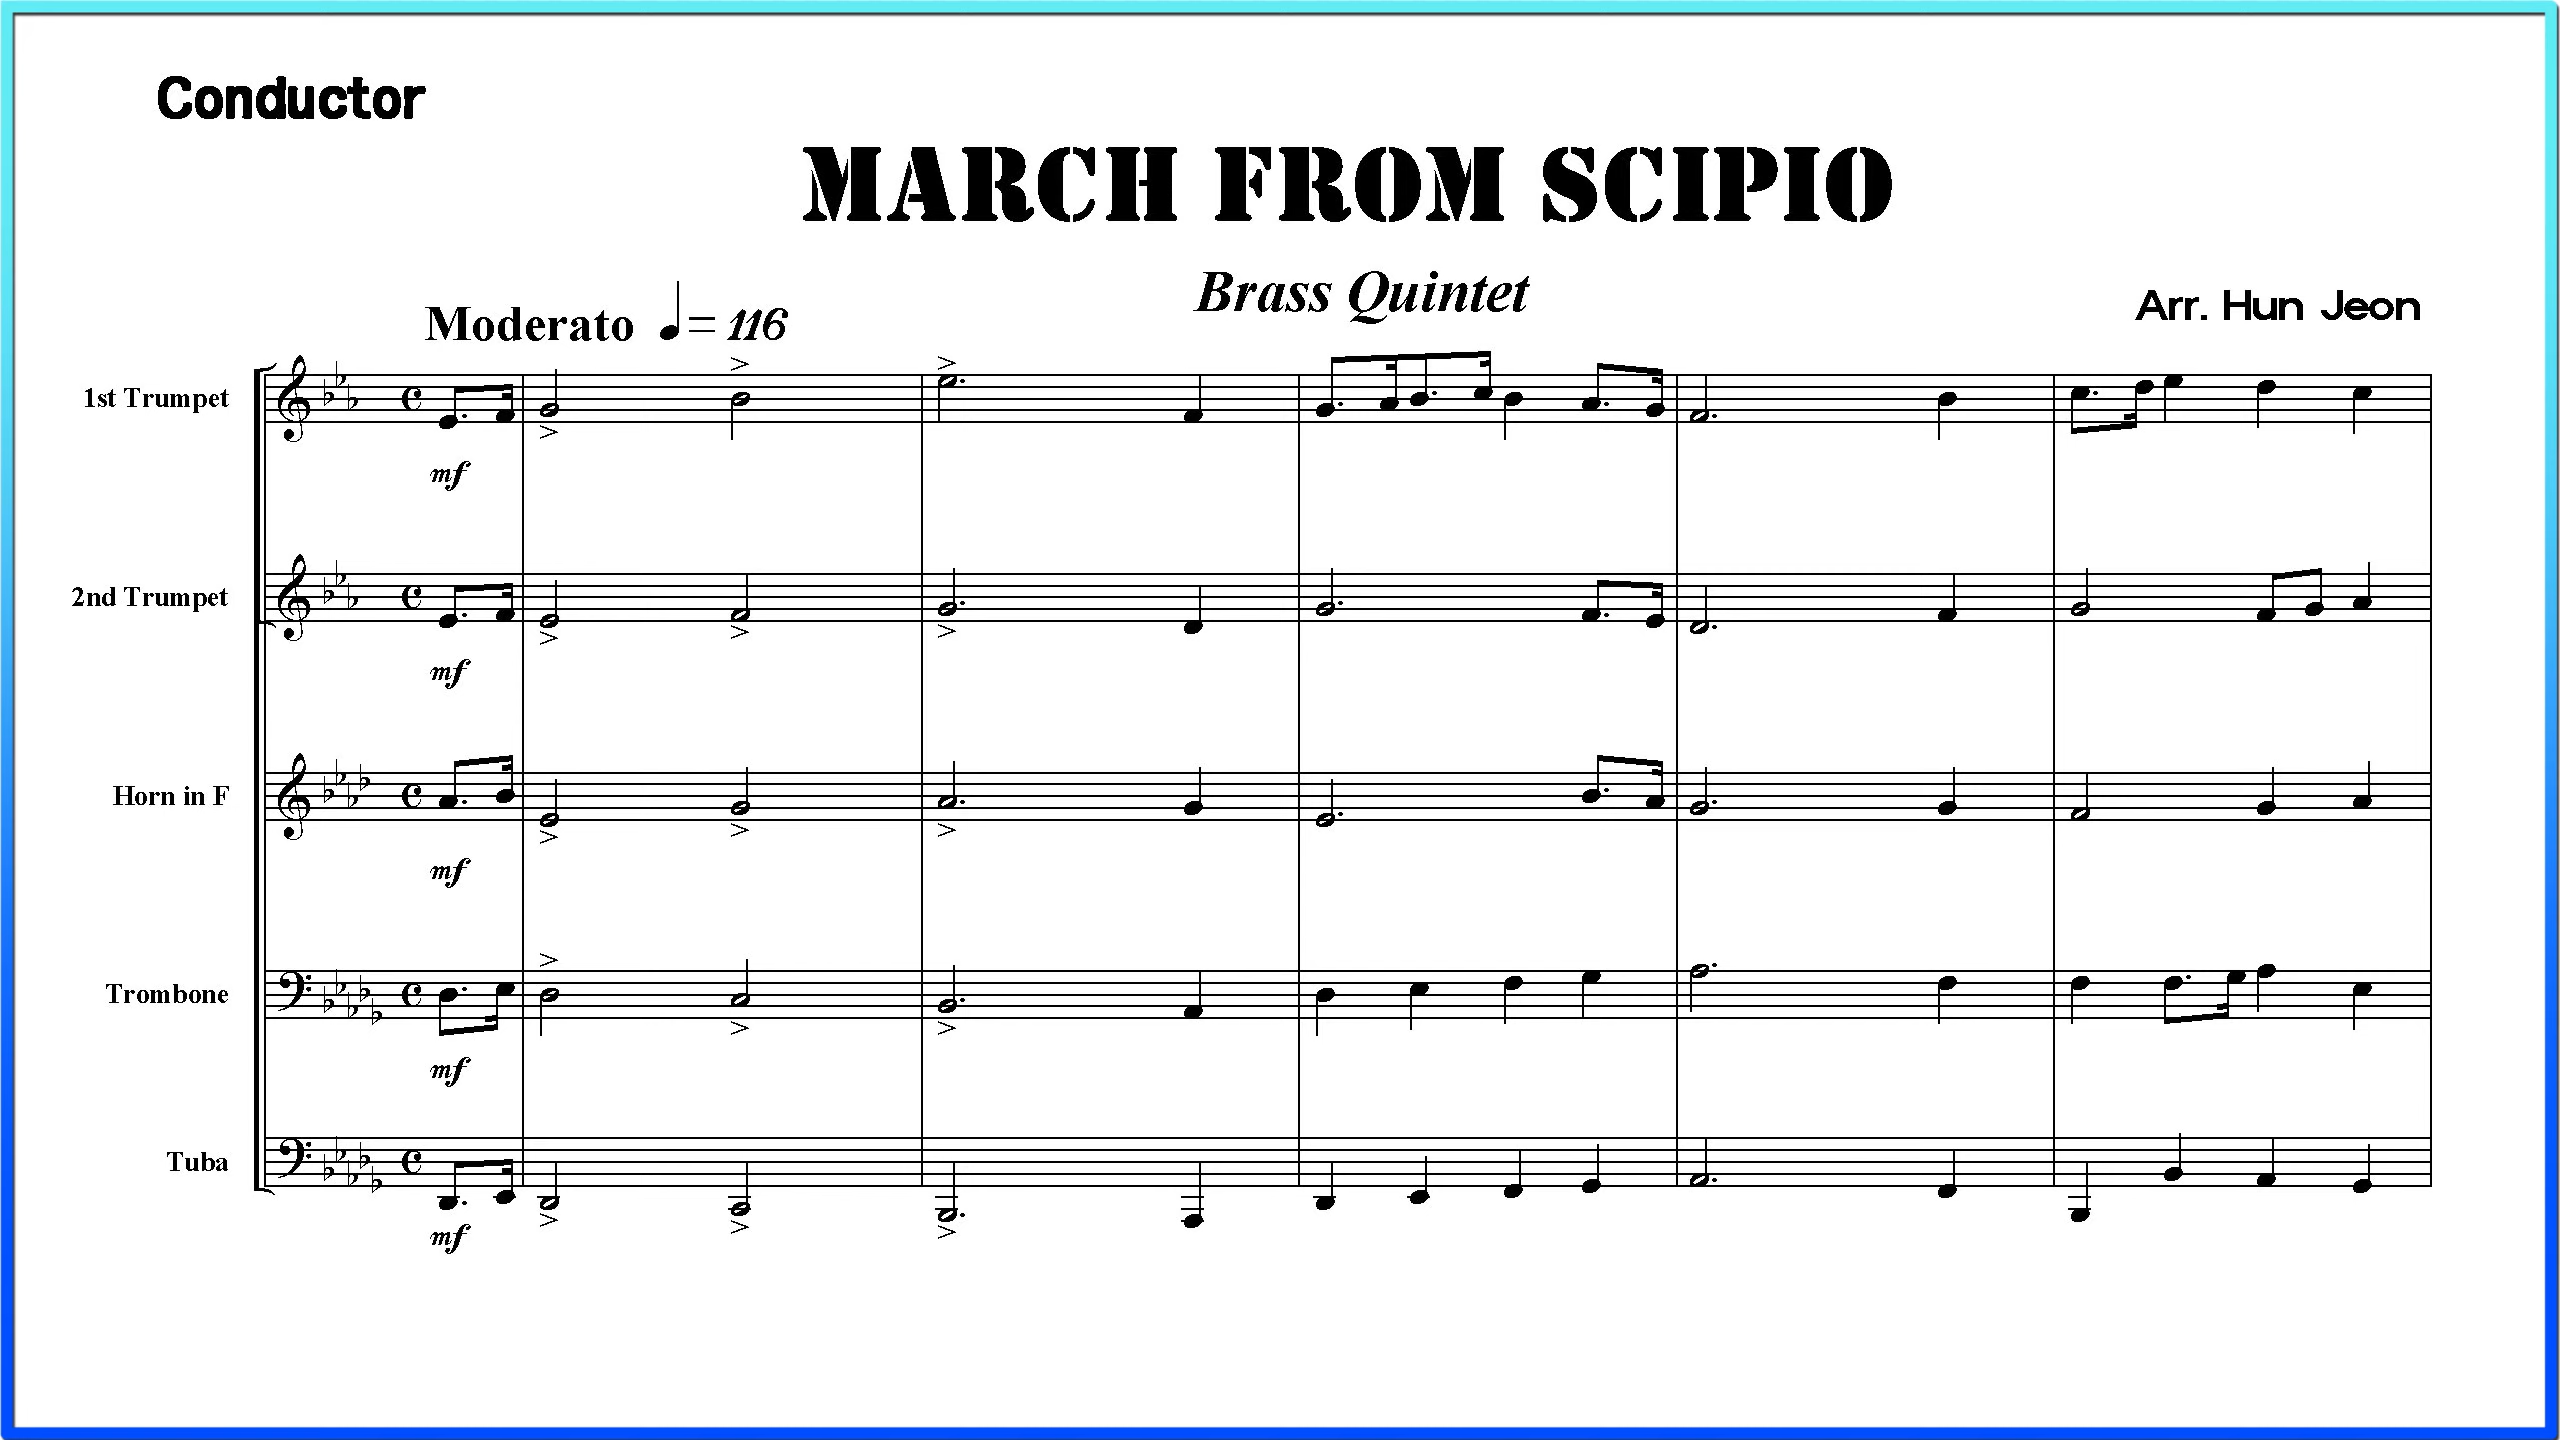 Conductor
MARCH FROM SCIPIO
Brass Quintet
Moderato ♩= 116
Arr. Hun Jeon
1st Trumpet
mf
2nd Trumpet
mf
Horn in F
mf
Trombone
mf
Tuba
mf